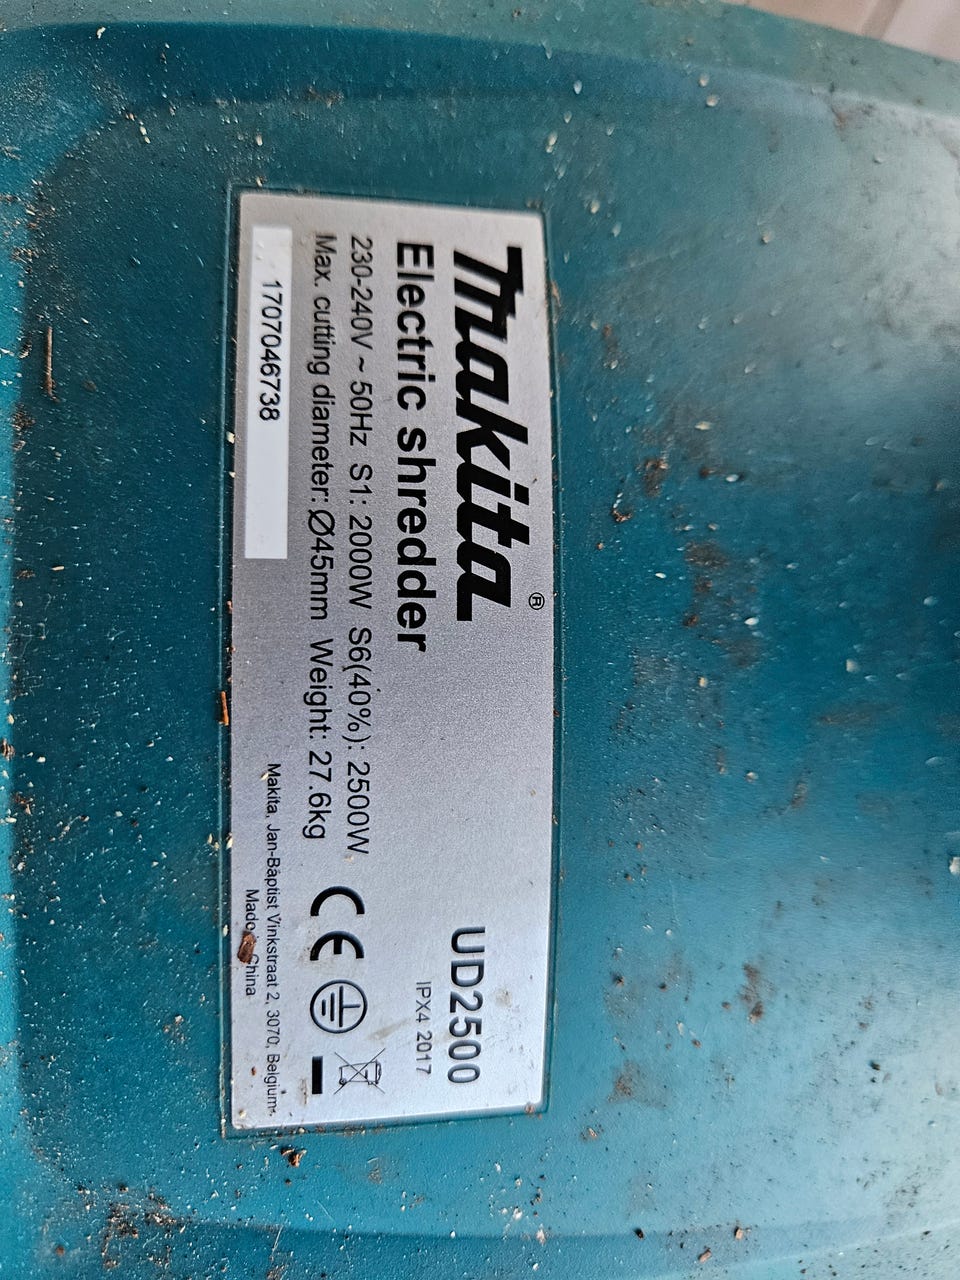 makita®
Electric shredder
UD2500
IPX4 2017
230-240V ~ 50Hz S1: 2000W S6(40%): 2500W
Max. cutting diameter: Ø45mm Weight: 27.6kg
CE
1707046738
Makita, Jan-Baptist Vinkstraat 2, 3070, Belgium
China